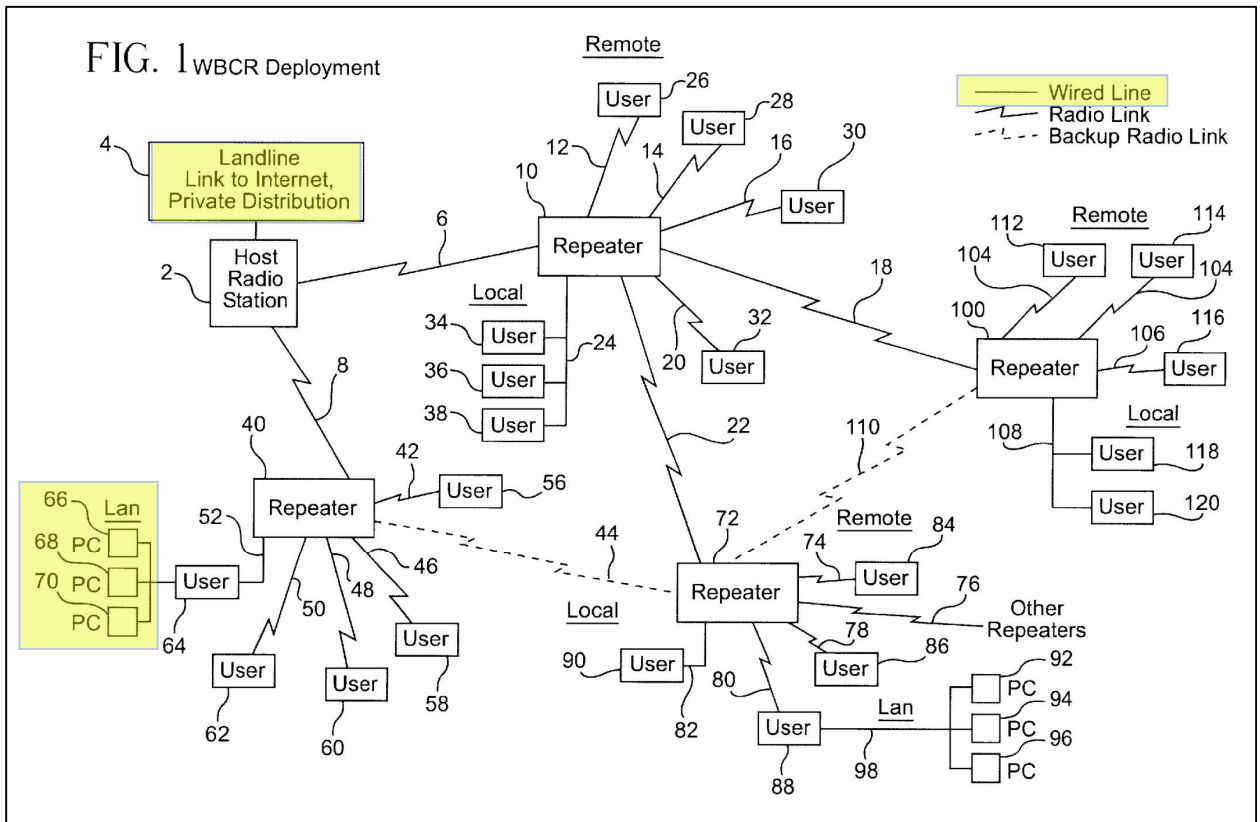 FIG. 1 WBCR Deployment
Remote
26
User
28
User
Wired Line
Radio Link
Backup Radio Link
4
Landline
Link to Internet,
Private Distribution
12
14
16
30
User
10
6
Repeater
2
Host
Radio
Station
Remote
112
User
114
User
104
104
18
Local
34
User
24
36
User
38
User
20
32
User
100
Repeater
106
116
User
8
22
110
108
Local
User
118
User
120
40
Repeater
42
User
56
66
Lan
PC
68
PC
70
PC
52
User
64
50
48
46
44
72
Repeater
Remote
74
84
User
76
Other
Repeaters
Local
90
User
82
78
User
86
80
User
62
User
60
User
58
User
88
Lan
98
92
PC
94
PC
96
PC